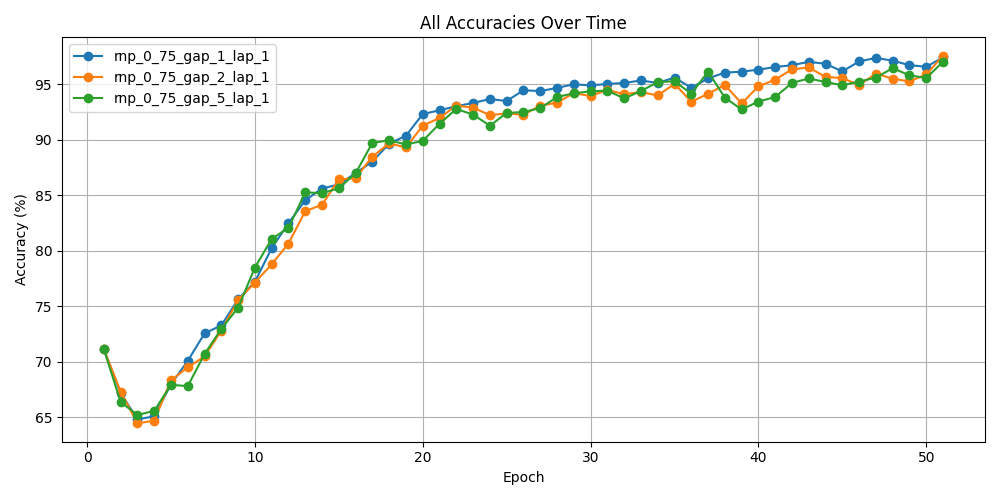 All Accuracies Over Time
rnp_0_75_gap_1_lap_1
rnp_0_75_gap_2_lap_1
rnp_0_75_gap_5_lap_1
Accuracy (%)
95
90
85
80
75
70
65
0 10 20 30 40 50
Epoch